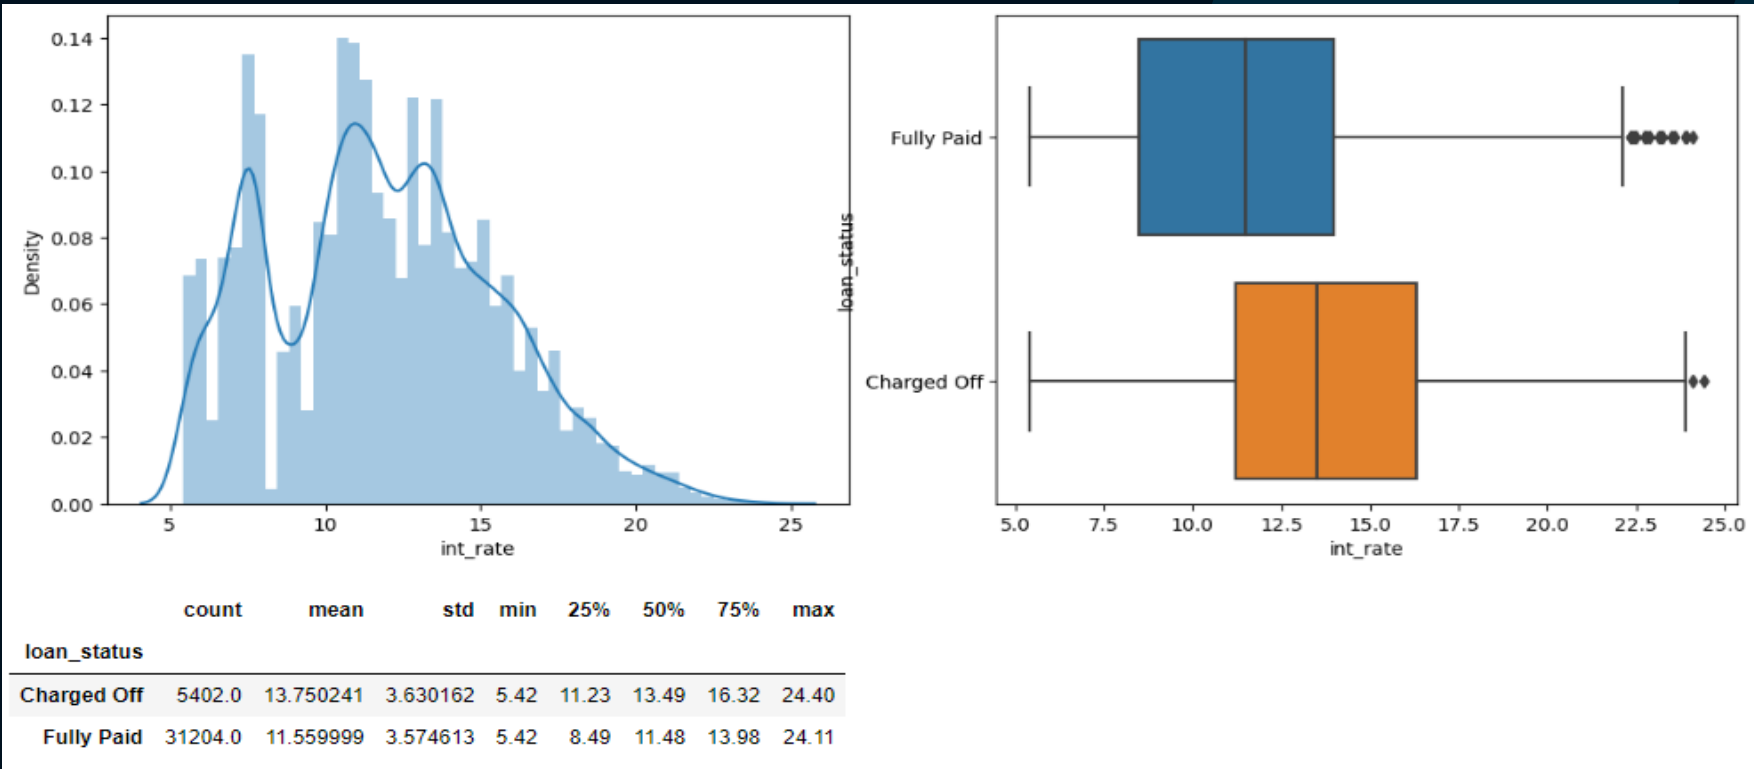 0.14
0.12
0.10
0.08
0.06
0.04
0.02
0.00
Density
5 10 15 20 25
int_rate
loan_status
Fully Paid
Charged Off
5.0 7.5 10.0 12.5 15.0 17.5 20.0 22.5 25.0
int_rate
count mean std min 25% 50% 75% max
loan_status
Charged Off 5402.0 13.750241 3.630162 5.42 11.23 13.49 16.32 24.40
Fully Paid 31204.0 11.559999 3.574613 5.42 8.49 11.48 13.98 24.11